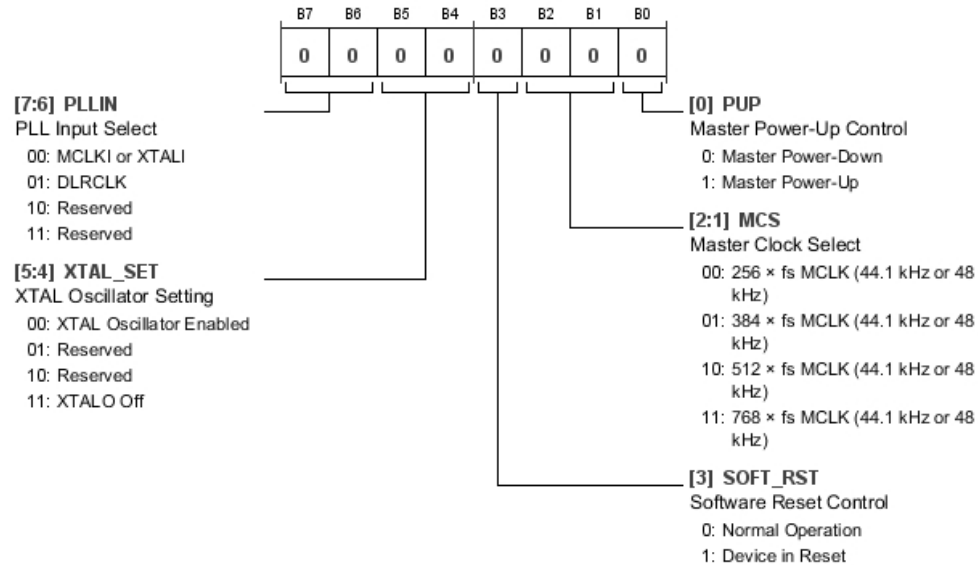 B7 B6 B5 B4 B3 B2 B1 B0
0 0 0 0 0 0 0 0
[7:6] PLLIN
PLL Input Select
00: MCLKI or XTALI
01: DLRCLK
10: Reserved
11: Reserved
[5:4] XTAL_SET
XTAL Oscillator Setting
00: XTAL Oscillator Enabled
01: Reserved
10: Reserved
11: XTALO Off
[0] PUP
Master Power-Up Control
0: Master Power-Down
1: Master Power-Up
[2:1] MCS
Master Clock Select
00: 256 × fs MCLK (44.1 kHz or 48
kHz)
01: 384 × fs MCLK (44.1 kHz or 48
kHz)
10: 512 × fs MCLK (44.1 kHz or 48
kHz)
11: 768 × fs MCLK (44.1 kHz or 48
kHz)
[3] SOFT_RST
Software Reset Control
0: Normal Operation
1: Device in Reset